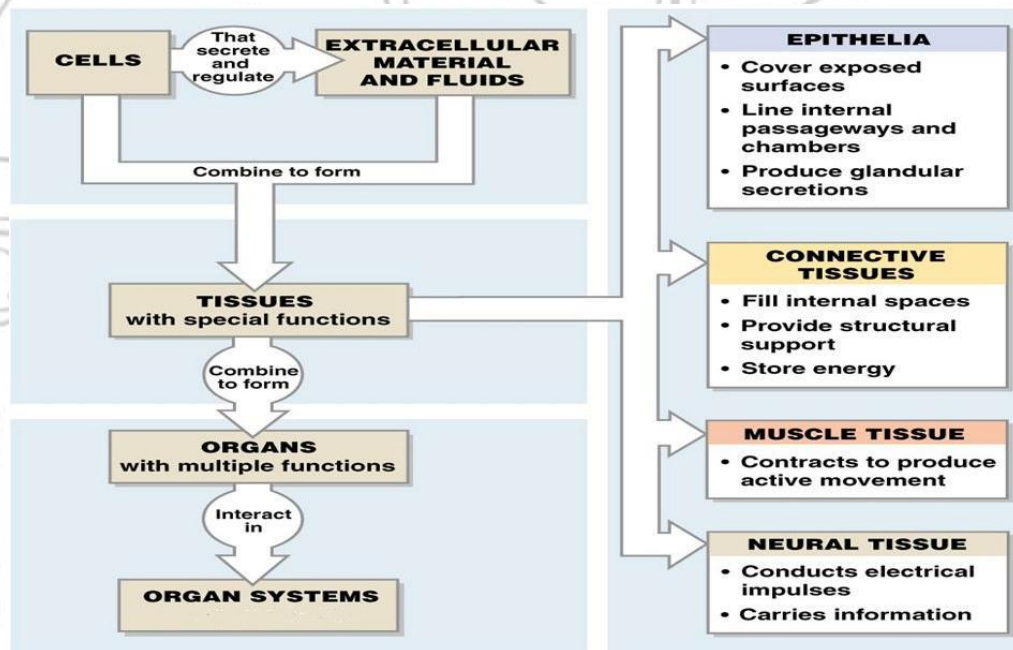 CELLS
That
secrete
and
regulate
EXTRACELLULAR
MATERIAL
AND FLUIDS
Combine to form
TISSUES
with special functions
Combine
to form
ORGANS
with multiple functions
Interact
in
ORGAN SYSTEMS
EPITHELIA
• Cover exposed
surfaces
• Line internal
passageways and
chambers
• Produce glandular
secretions
CONNECTIVE
TISSUES
• Fill internal spaces
• Provide structural
support
• Store energy
MUSCLE TISSUE
• Contracts to produce
active movement
NEURAL TISSUE
• Conducts electrical
impulses
• Carries information